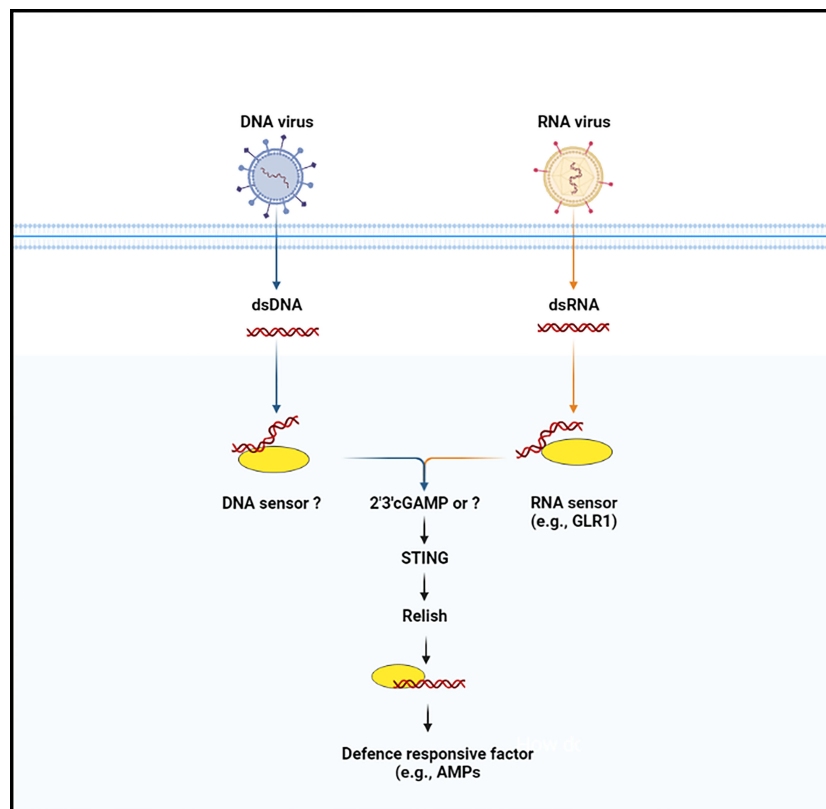 DNA virus
RNA virus
dsDNA
dsRNA
DNA sensor ?
2'3'cGAMP or ?
RNA sensor
(e.g., GLR1)
STING
Relish
Defence responsive factor
(e.g., AMPs